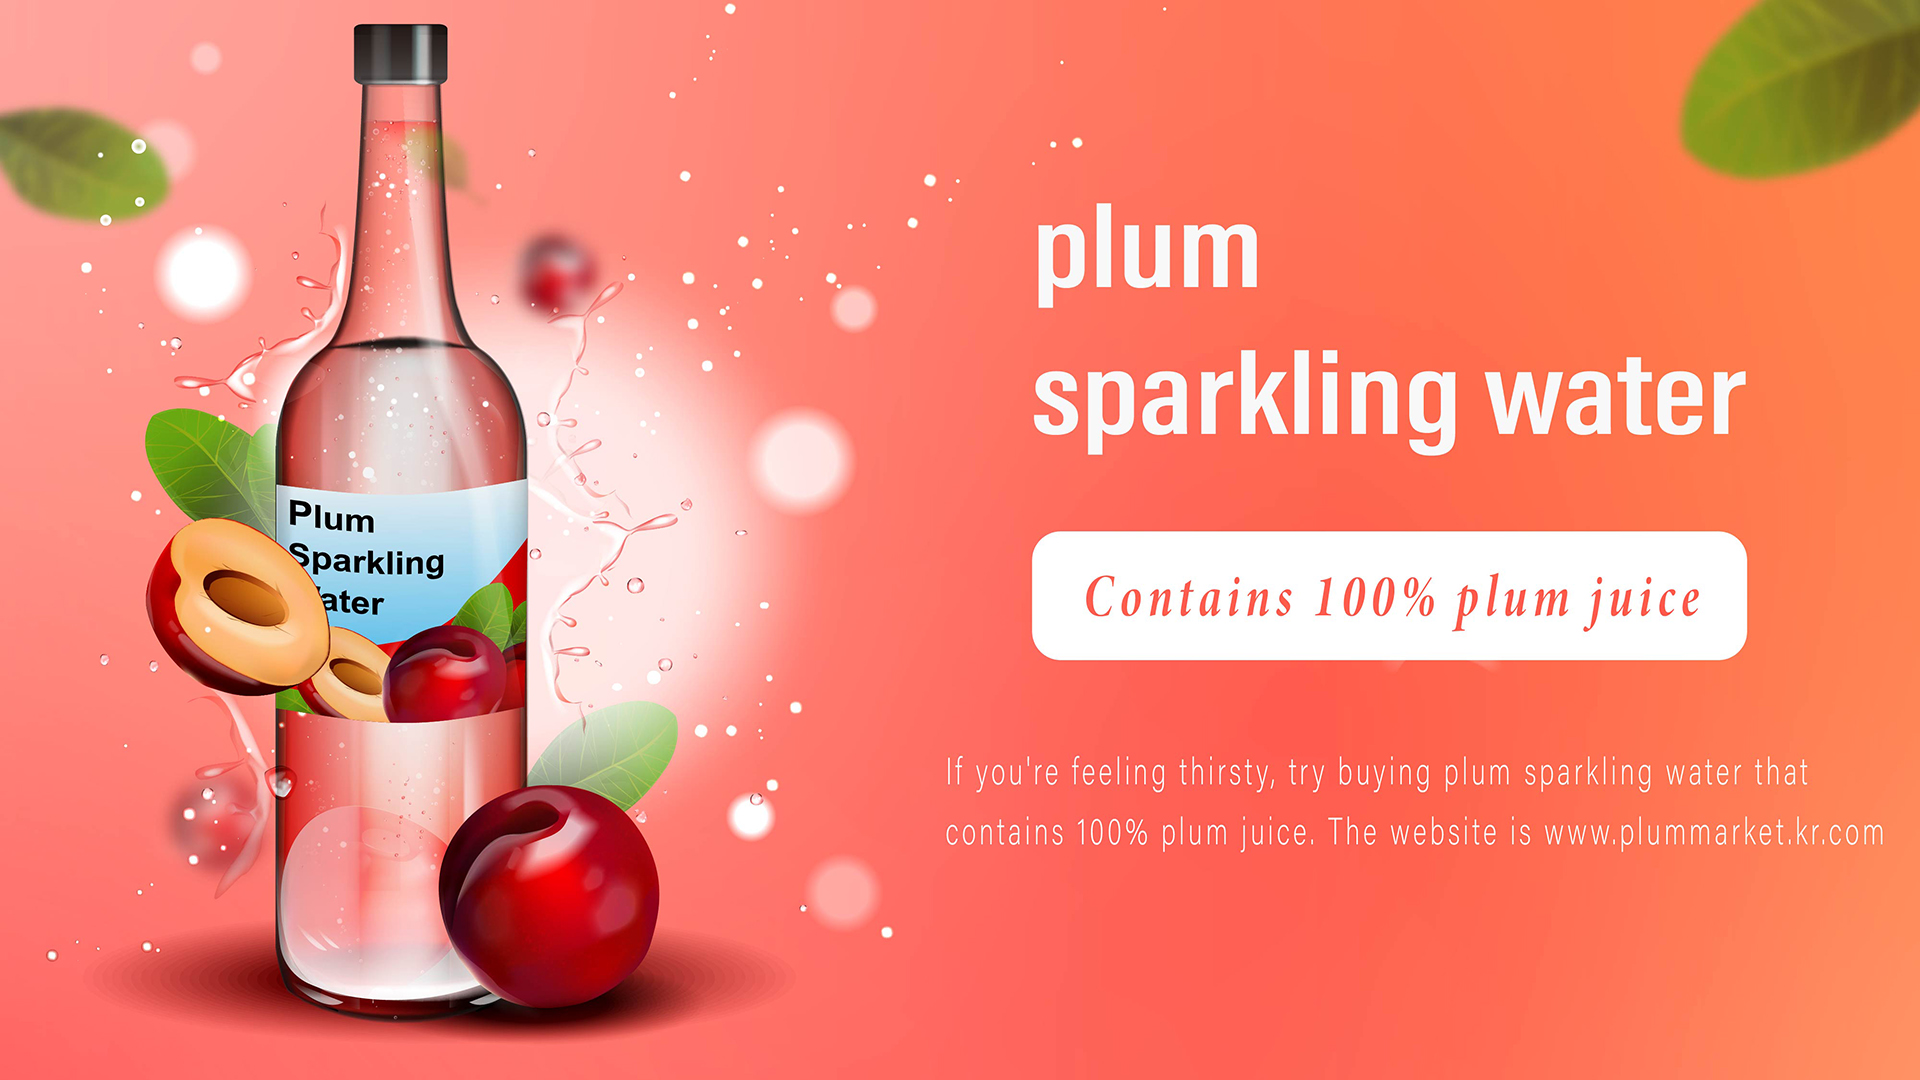 Plum
Sparkling
ater
plum
sparkling water
Contains 100% plum juice
If you're feeling thirsty, try buying plum sparkling water that
contains 100% plum juice. The website is www.plummarket.kr.com